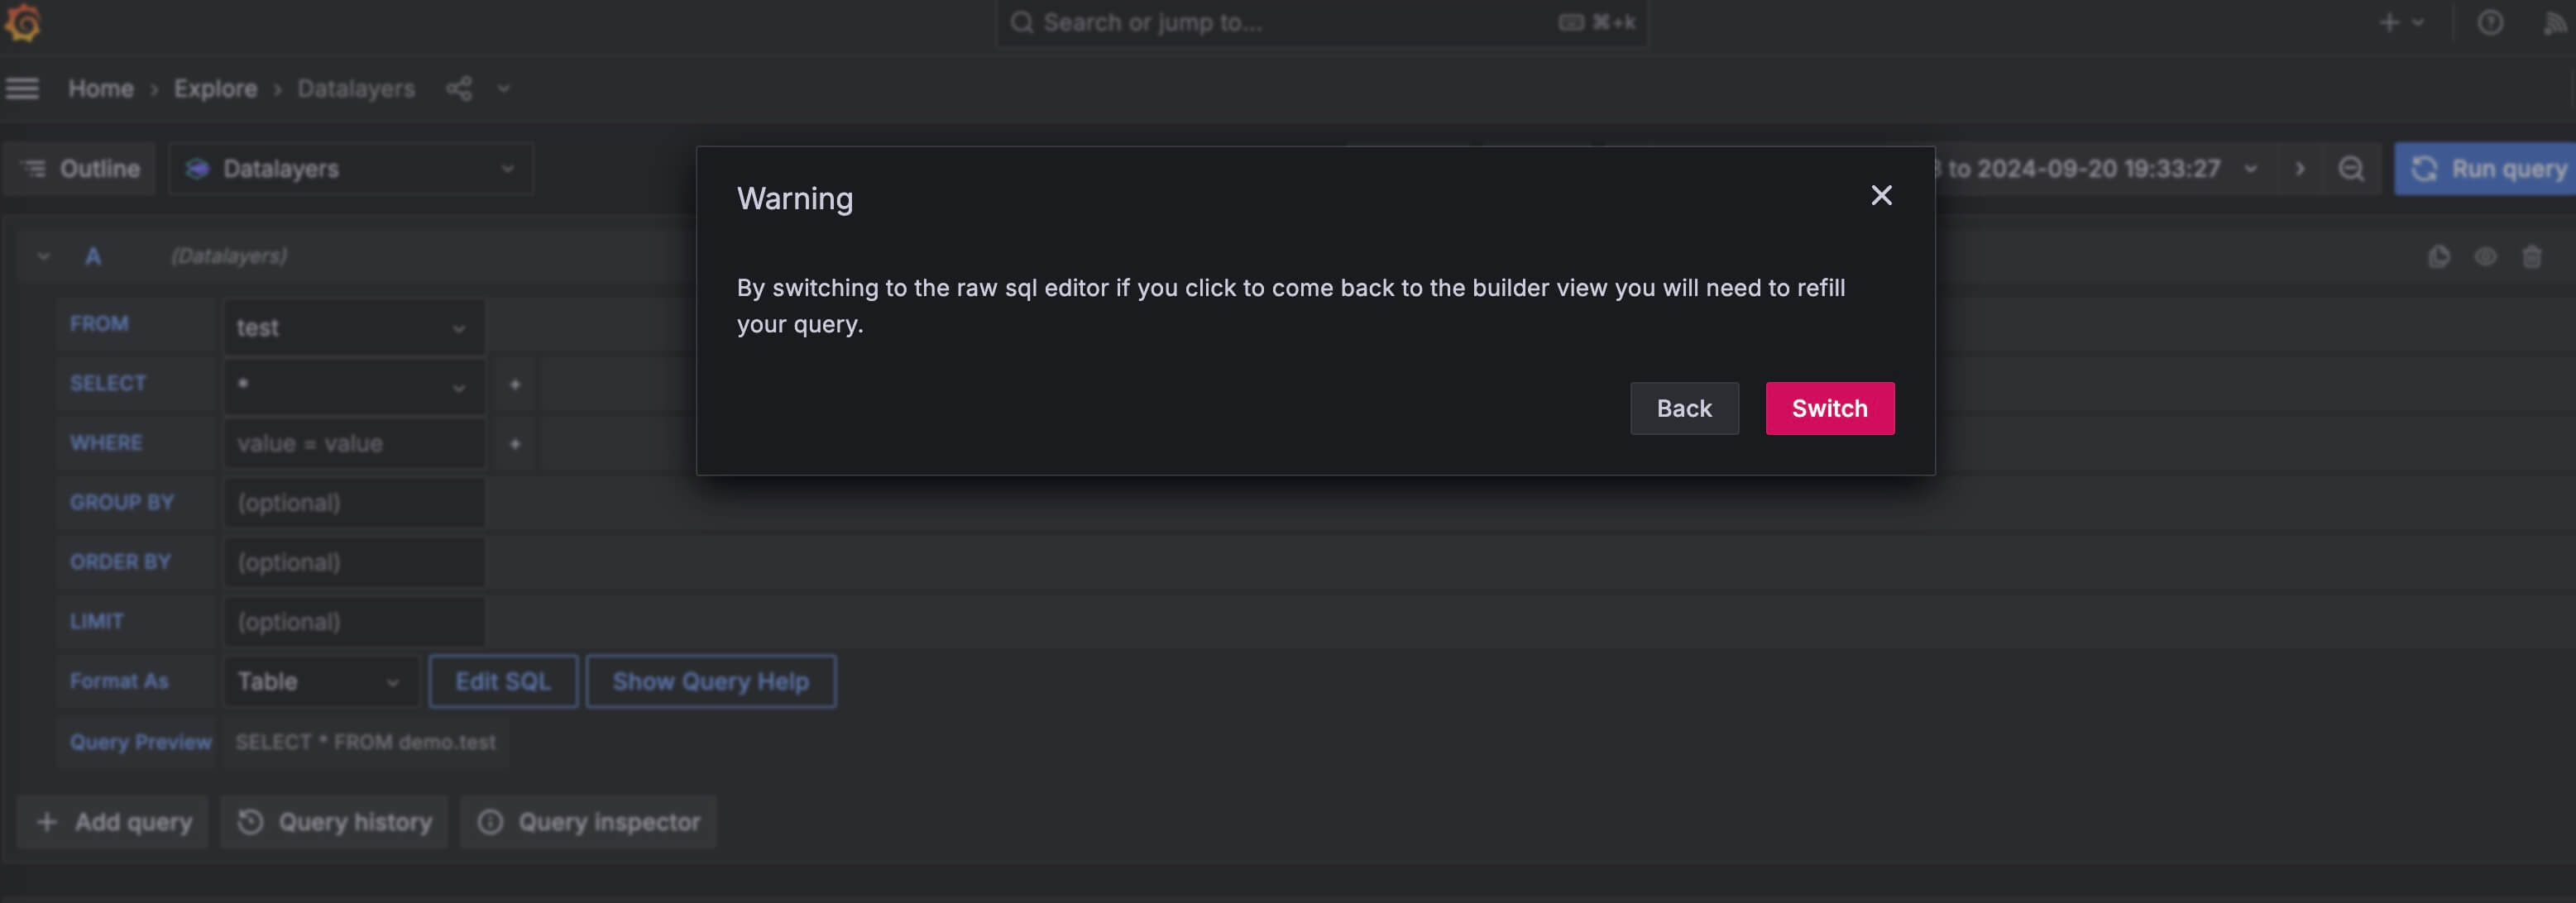 Search or jump to... ⌘+k
Home › Explore › Datalayers
Outline Datalayers to 2024-09-20 19:33:27 Run query
Warning
By switching to the raw sql editor if you click to come back to the builder view you will need to refill
your query.
Back Switch
A (Datalayers)
FROM test
SELECT * +
WHERE value = value +
GROUP BY (optional)
ORDER BY (optional)
LIMIT (optional)
Format As Table Edit SQL Show Query Help
Query Preview SELECT * FROM demo.test
+ Add query Query history Query inspector